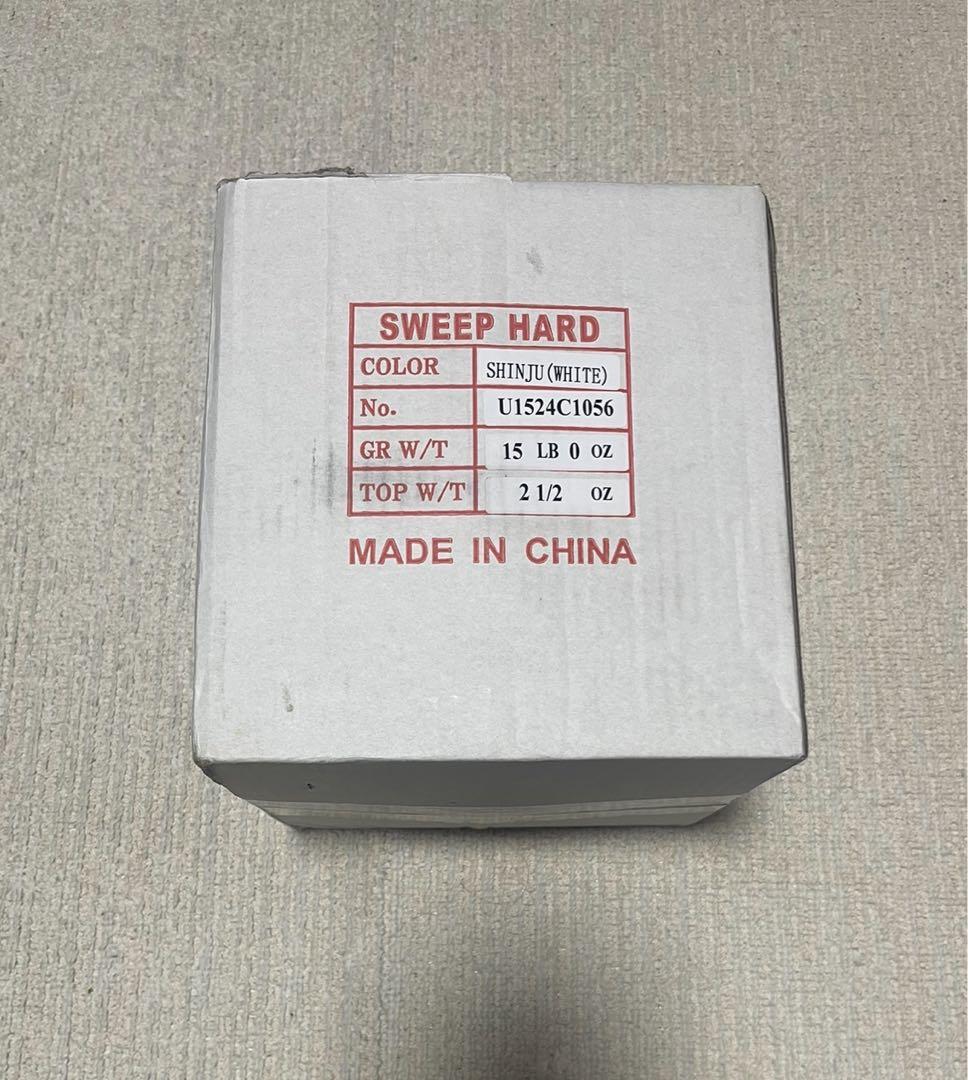 SWEEP HARD
COLOR SHINJU(WHITE)
No. U1524C1056
GR W/T 15 LB 0 OZ
TOP W/T 2 1/2 OZ
MADE IN CHINA